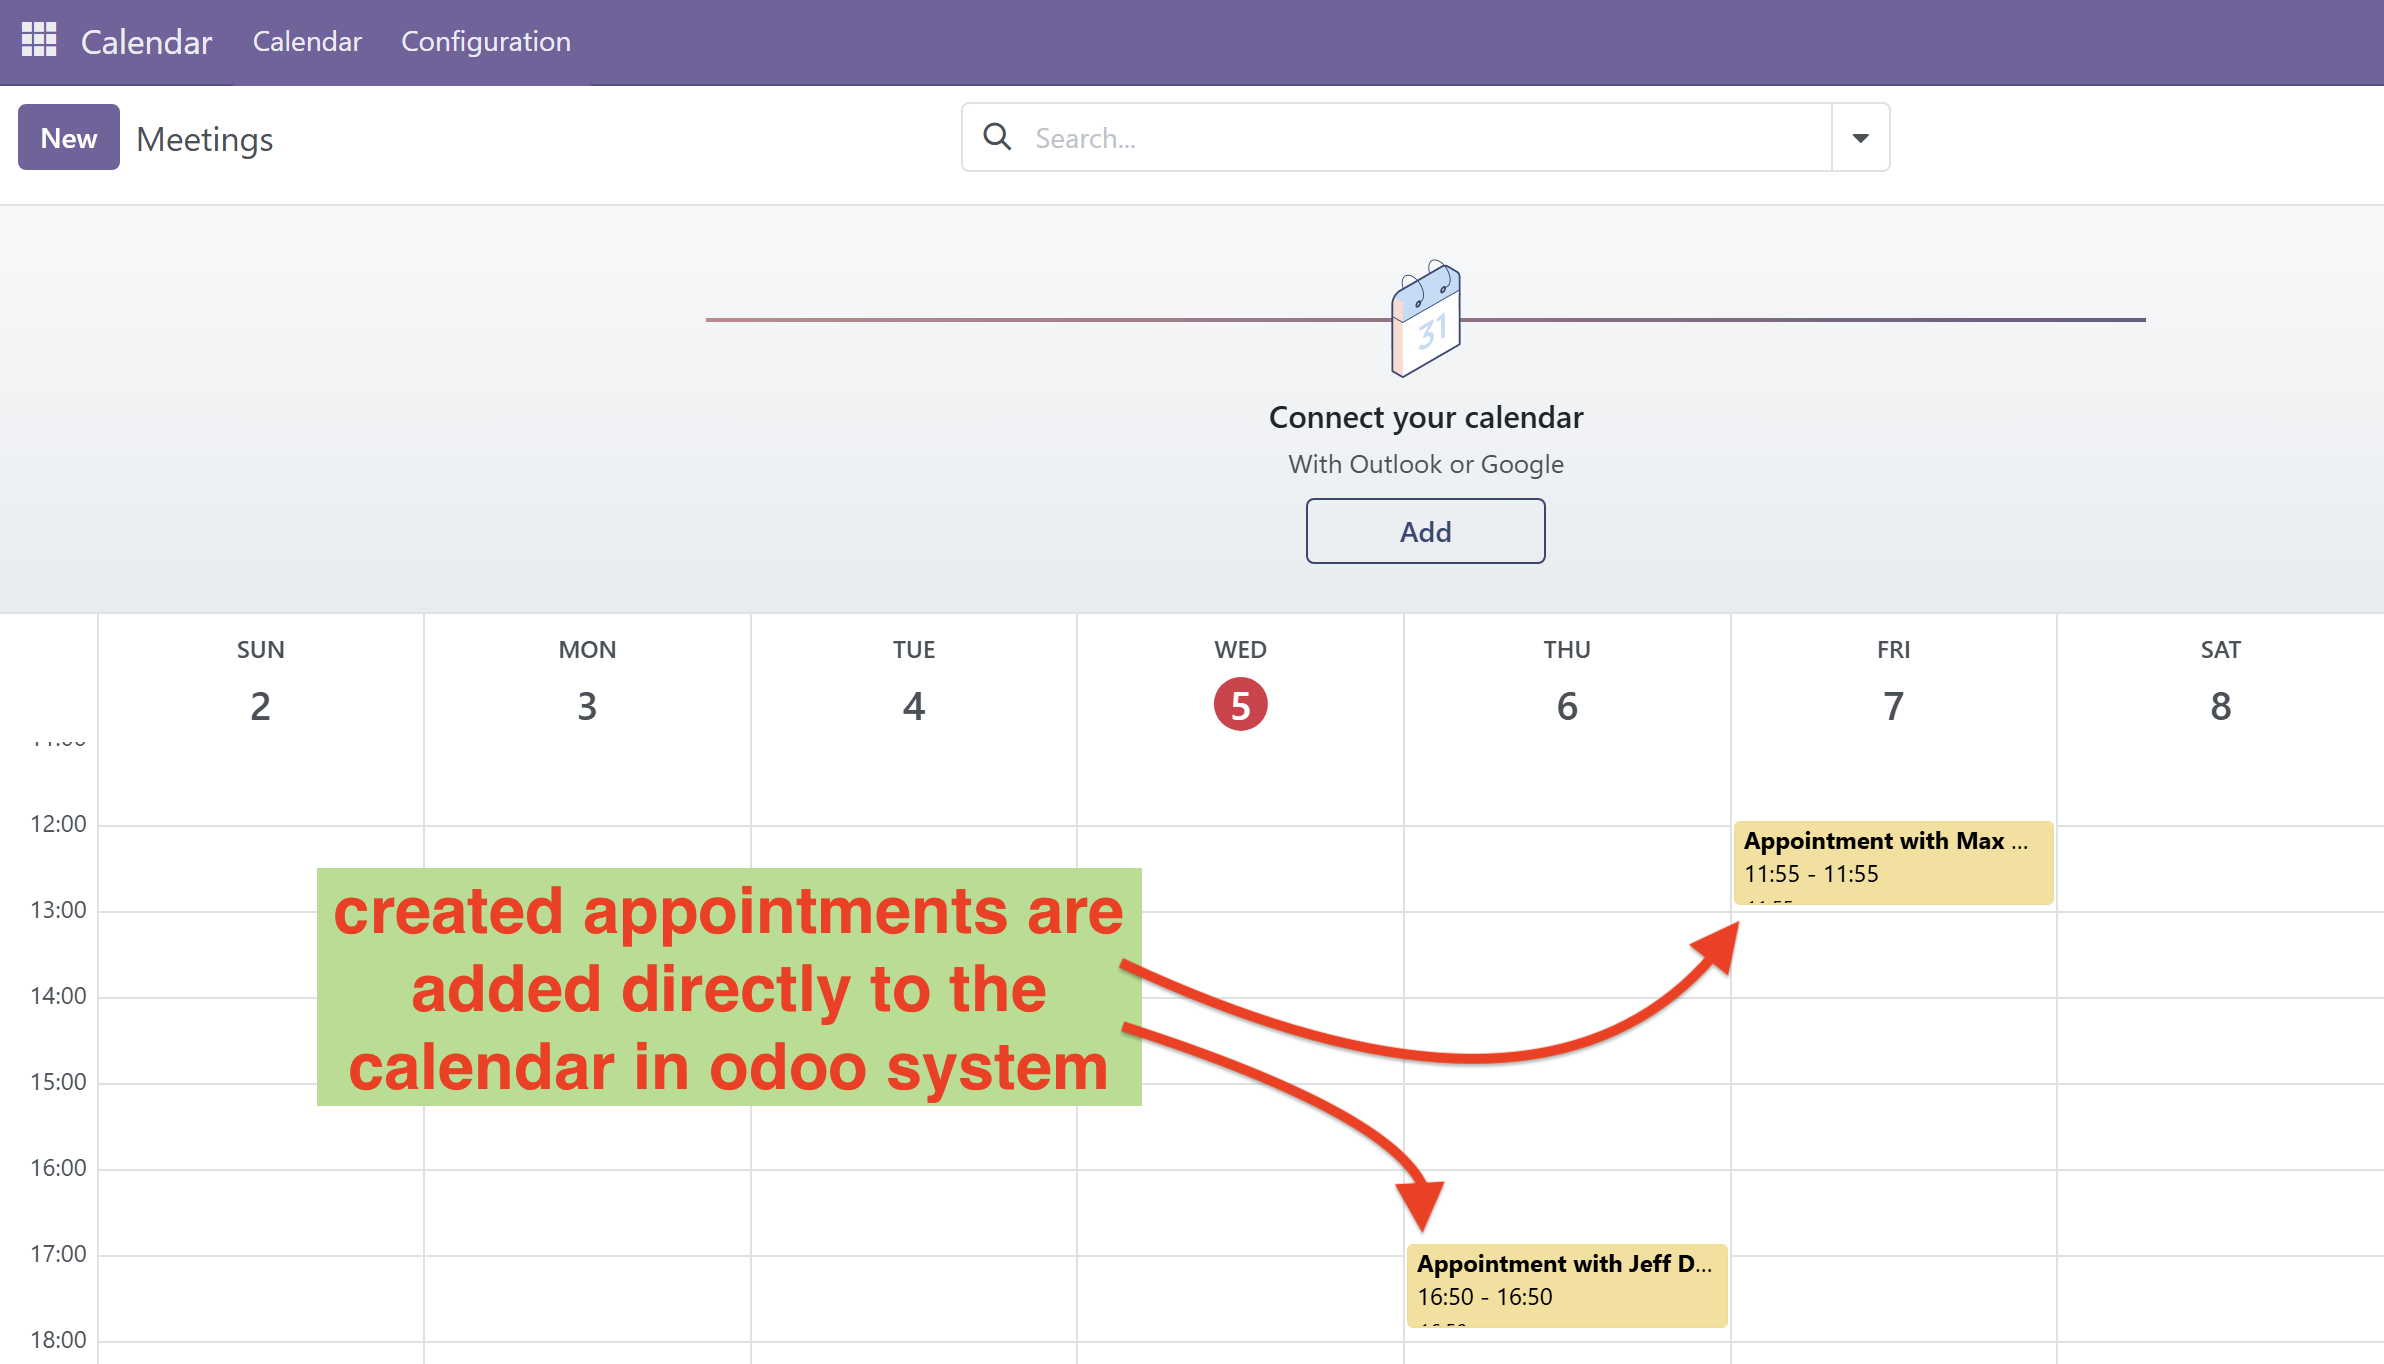 Calendar Calendar Configuration
New Meetings Search...
31
Connect your calendar
With Outlook or Google
Add
SUN MON TUE WED THU FRI SAT
2 3 4 5 6 7 8
12:00
Appointment with Max ...
11:55 - 11:55
13:00
created appointments are
added directly to the
calendar in odoo system
14:00
15:00
16:00
17:00
Appointment with Jeff D...
16:50 - 16:50
18:00